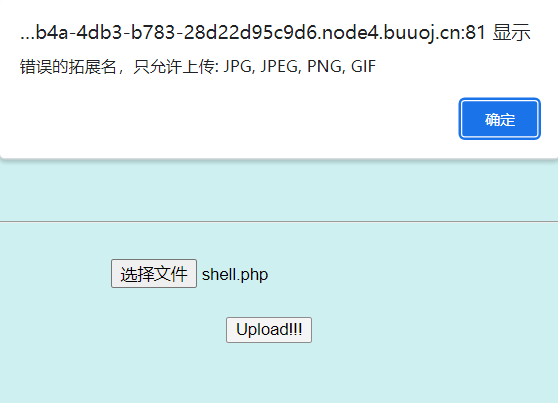 ...b4a-4db3-b783-28d22d95c9d6.node4.buuoj.cn:81 显示
错误的拓展名，只允许上传: JPG, JPEG, PNG, GIF
确定
选择文件 shell.php
Upload!!!